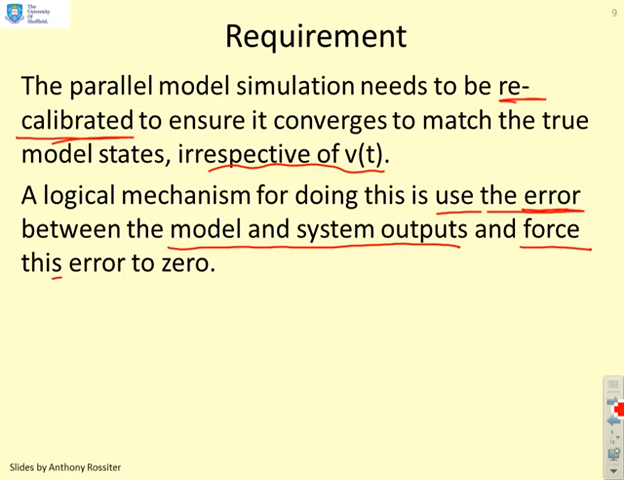 The
University
Of
Sheffield.
9
Requirement
The parallel model simulation needs to be re-
calibrated to ensure it converges to match the true
model states, irrespective of v(t).
A logical mechanism for doing this is use the error
between the model and system outputs and force
this error to zero.
Slides by Anthony Rossiter